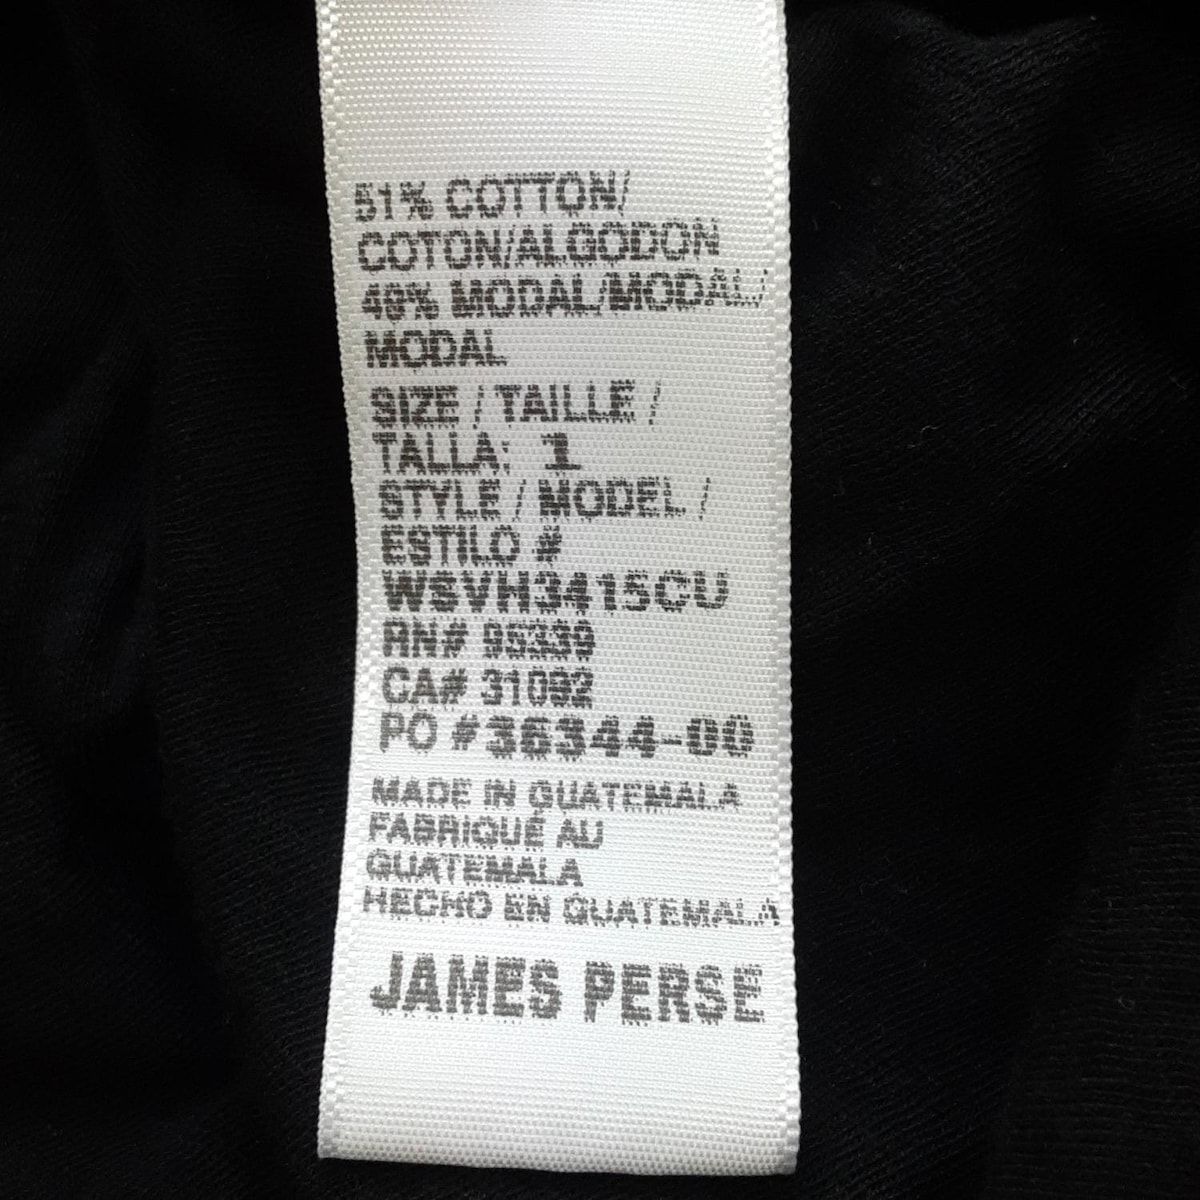 51% COTTON/
COTON/ALGODON
49% MODAL/MODAL/
MODAL
SIZE / TAILLE /
TALLA: 1
STYLE / MODEL /
ESTILO #
WSVH3415CU
RN# 95339
CA# 31092
PO #36344-00
MADE IN GUATEMALA
FABRIQUÉ AU
GUATEMALA
HECHO EN GUATEMALA
JAMES PERSE